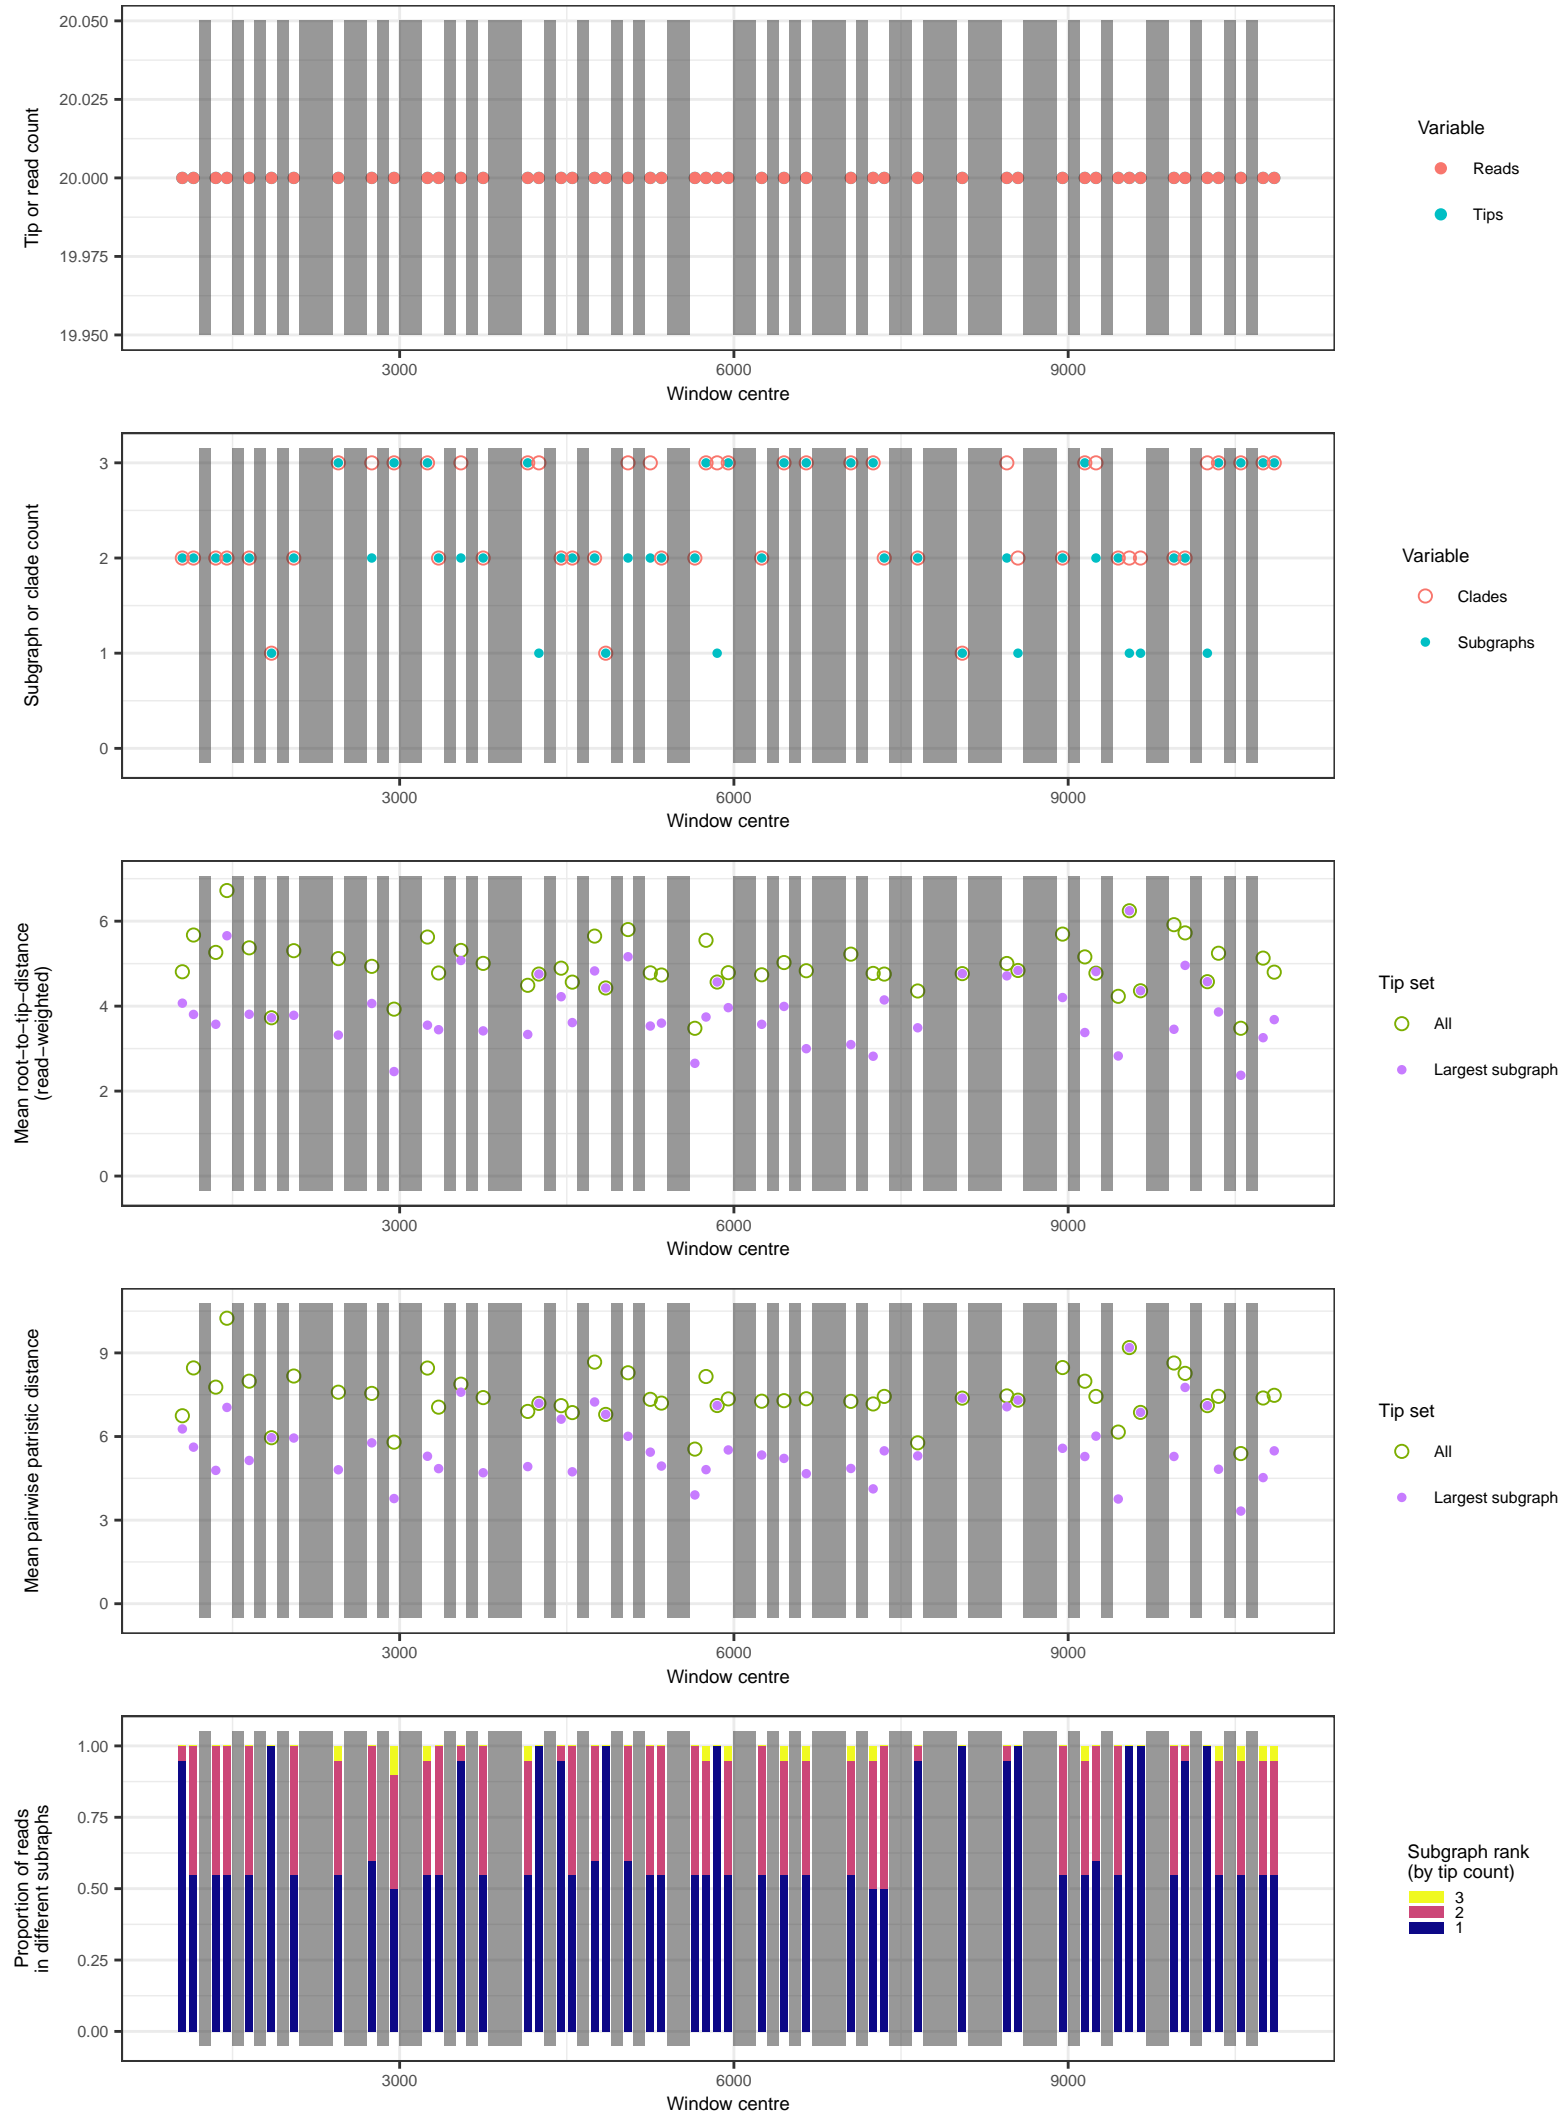 20.050
20.025
20.000
19.975
19.950
Tip or read count
3000
6000
9000
Window centre
Variable
Reads
Tips
3
2
1
0
Subgraph or clade count
3000
6000
9000
Window centre
Variable
Clades
Subgraphs
6
4
2
0
Mean root−to−tip−distance
(read−weighted)
3000
6000
9000
Window centre
Tip set
All
Largest subgraph
9
6
3
0
Mean pairwise patristic distance
3000
6000
9000
Window centre
Tip set
All
Largest subgraph
1.00
0.75
0.50
0.25
0.00
Proportion of reads
in different subraphs
3000
6000
9000
Window centre
Subgraph rank
(by tip count)
3
2
1